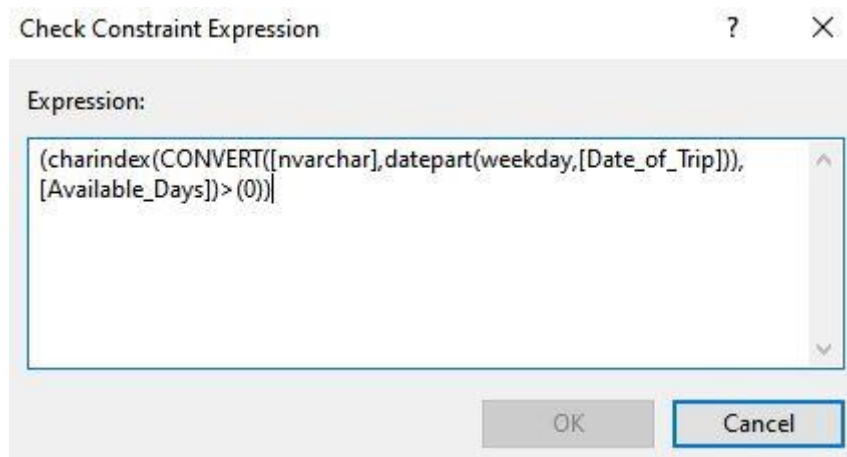 Check Constraint Expression ? ×
Expression:
(charindex(CONVERT([nvarchar],datepart(weekday,[Date_of_Trip])),
[Available_Days])>(0))
OK Cancel